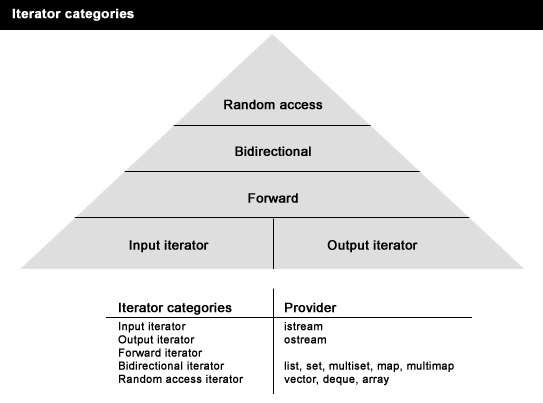 Iterator categories
Random access
Bidirectional
Forward
Input iterator Output iterator
Iterator categories Provider
Input iterator istream
Output iterator ostream
Forward iterator
Bidirectional iterator list, set, multiset, map, multimap
Random access iterator vector, deque, array